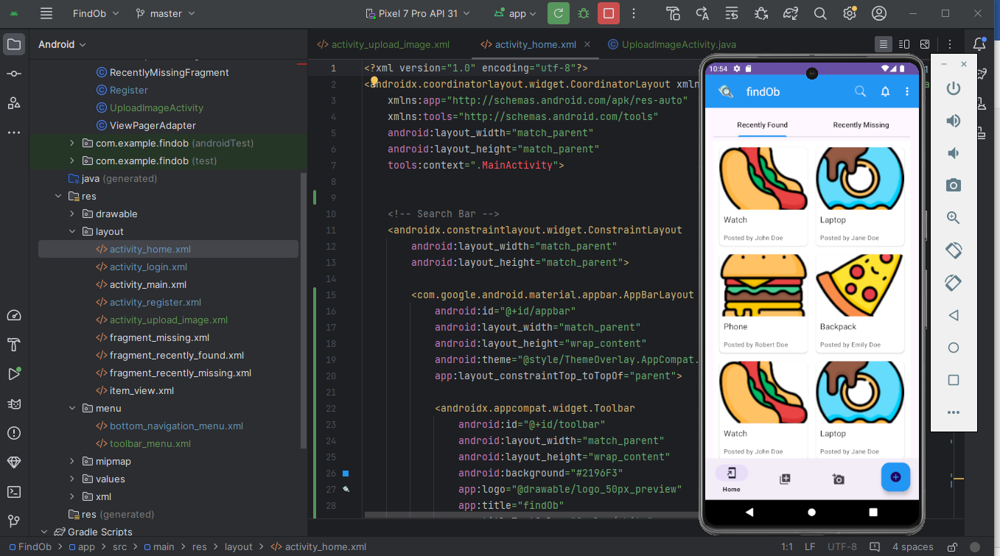 FindOb
master
Pixel 7 Pro API 31
app
Android
activity_upload_image.xml
activity_home.xml
UploadImageActivity.java
RecentlyMissingFragment
Register
UploadImageActivity
ViewPagerAdapter
com.example.findob (androidTest)
com.example.findob (test)
java (generated)
res
drawable
layout
activity_home.xml
activity_login.xml
activity_main.xml
activity_register.xml
activity_upload_image.xml
fragment_missing.xml
fragment_recently_found.xml
fragment_recently_missing.xml
item_view.xml
menu
bottom_navigation_menu.xml
toolbar_menu.xml
mipmap
values
xml
res (generated)
Gradle Scripts
1 <?xml version="1.0" encoding="utf-8"?>
2 <androidx.coordinatorlayout.widget.CoordinatorLayout xmln
3 xmlns:app="http://schemas.android.com/apk/res-auto"
4 xmlns:tools="http://schemas.android.com/tools"
5 android:layout_width="match_parent"
6 android:layout_height="match_parent"
7 tools:context=".MainActivity">
8
9
10 <!-- Search Bar -->
11 <androidx.constraintlayout.widget.ConstraintLayout
12 android:layout_width="match_parent"
13 android:layout_height="match_parent">
14
15 <com.google.android.material.appbar.AppBarLayout
16 android:id="@+id/appbar"
17 android:layout_width="match_parent"
18 android:layout_height="wrap_content"
19 android:theme="@style/ThemeOverlay.AppCompat.
20 app:layout_constraintTop_toTopOf="parent">
21
22 <androidx.appcompat.widget.Toolbar
23 android:id="@+id/toolbar"
24 android:layout_width="match_parent"
25 android:layout_height="wrap_content"
26 android:background="#2196F3"
27 app:logo="@drawable/logo_50px_preview"
28 app:title="findOb"
10:54
findOb
Recently Found
Recently Missing
Watch
Posted by John Doe
Laptop
Posted by Jane Doe
Phone
Posted by Robert Doe
Backpack
Posted by Emily Doe
Watch
Posted by John Doe
Laptop
Posted by Jane Doe
Home
FindOb > app > src > main > res > layout > activity_home.xml
1:1
LF
UTF-8
4 spaces